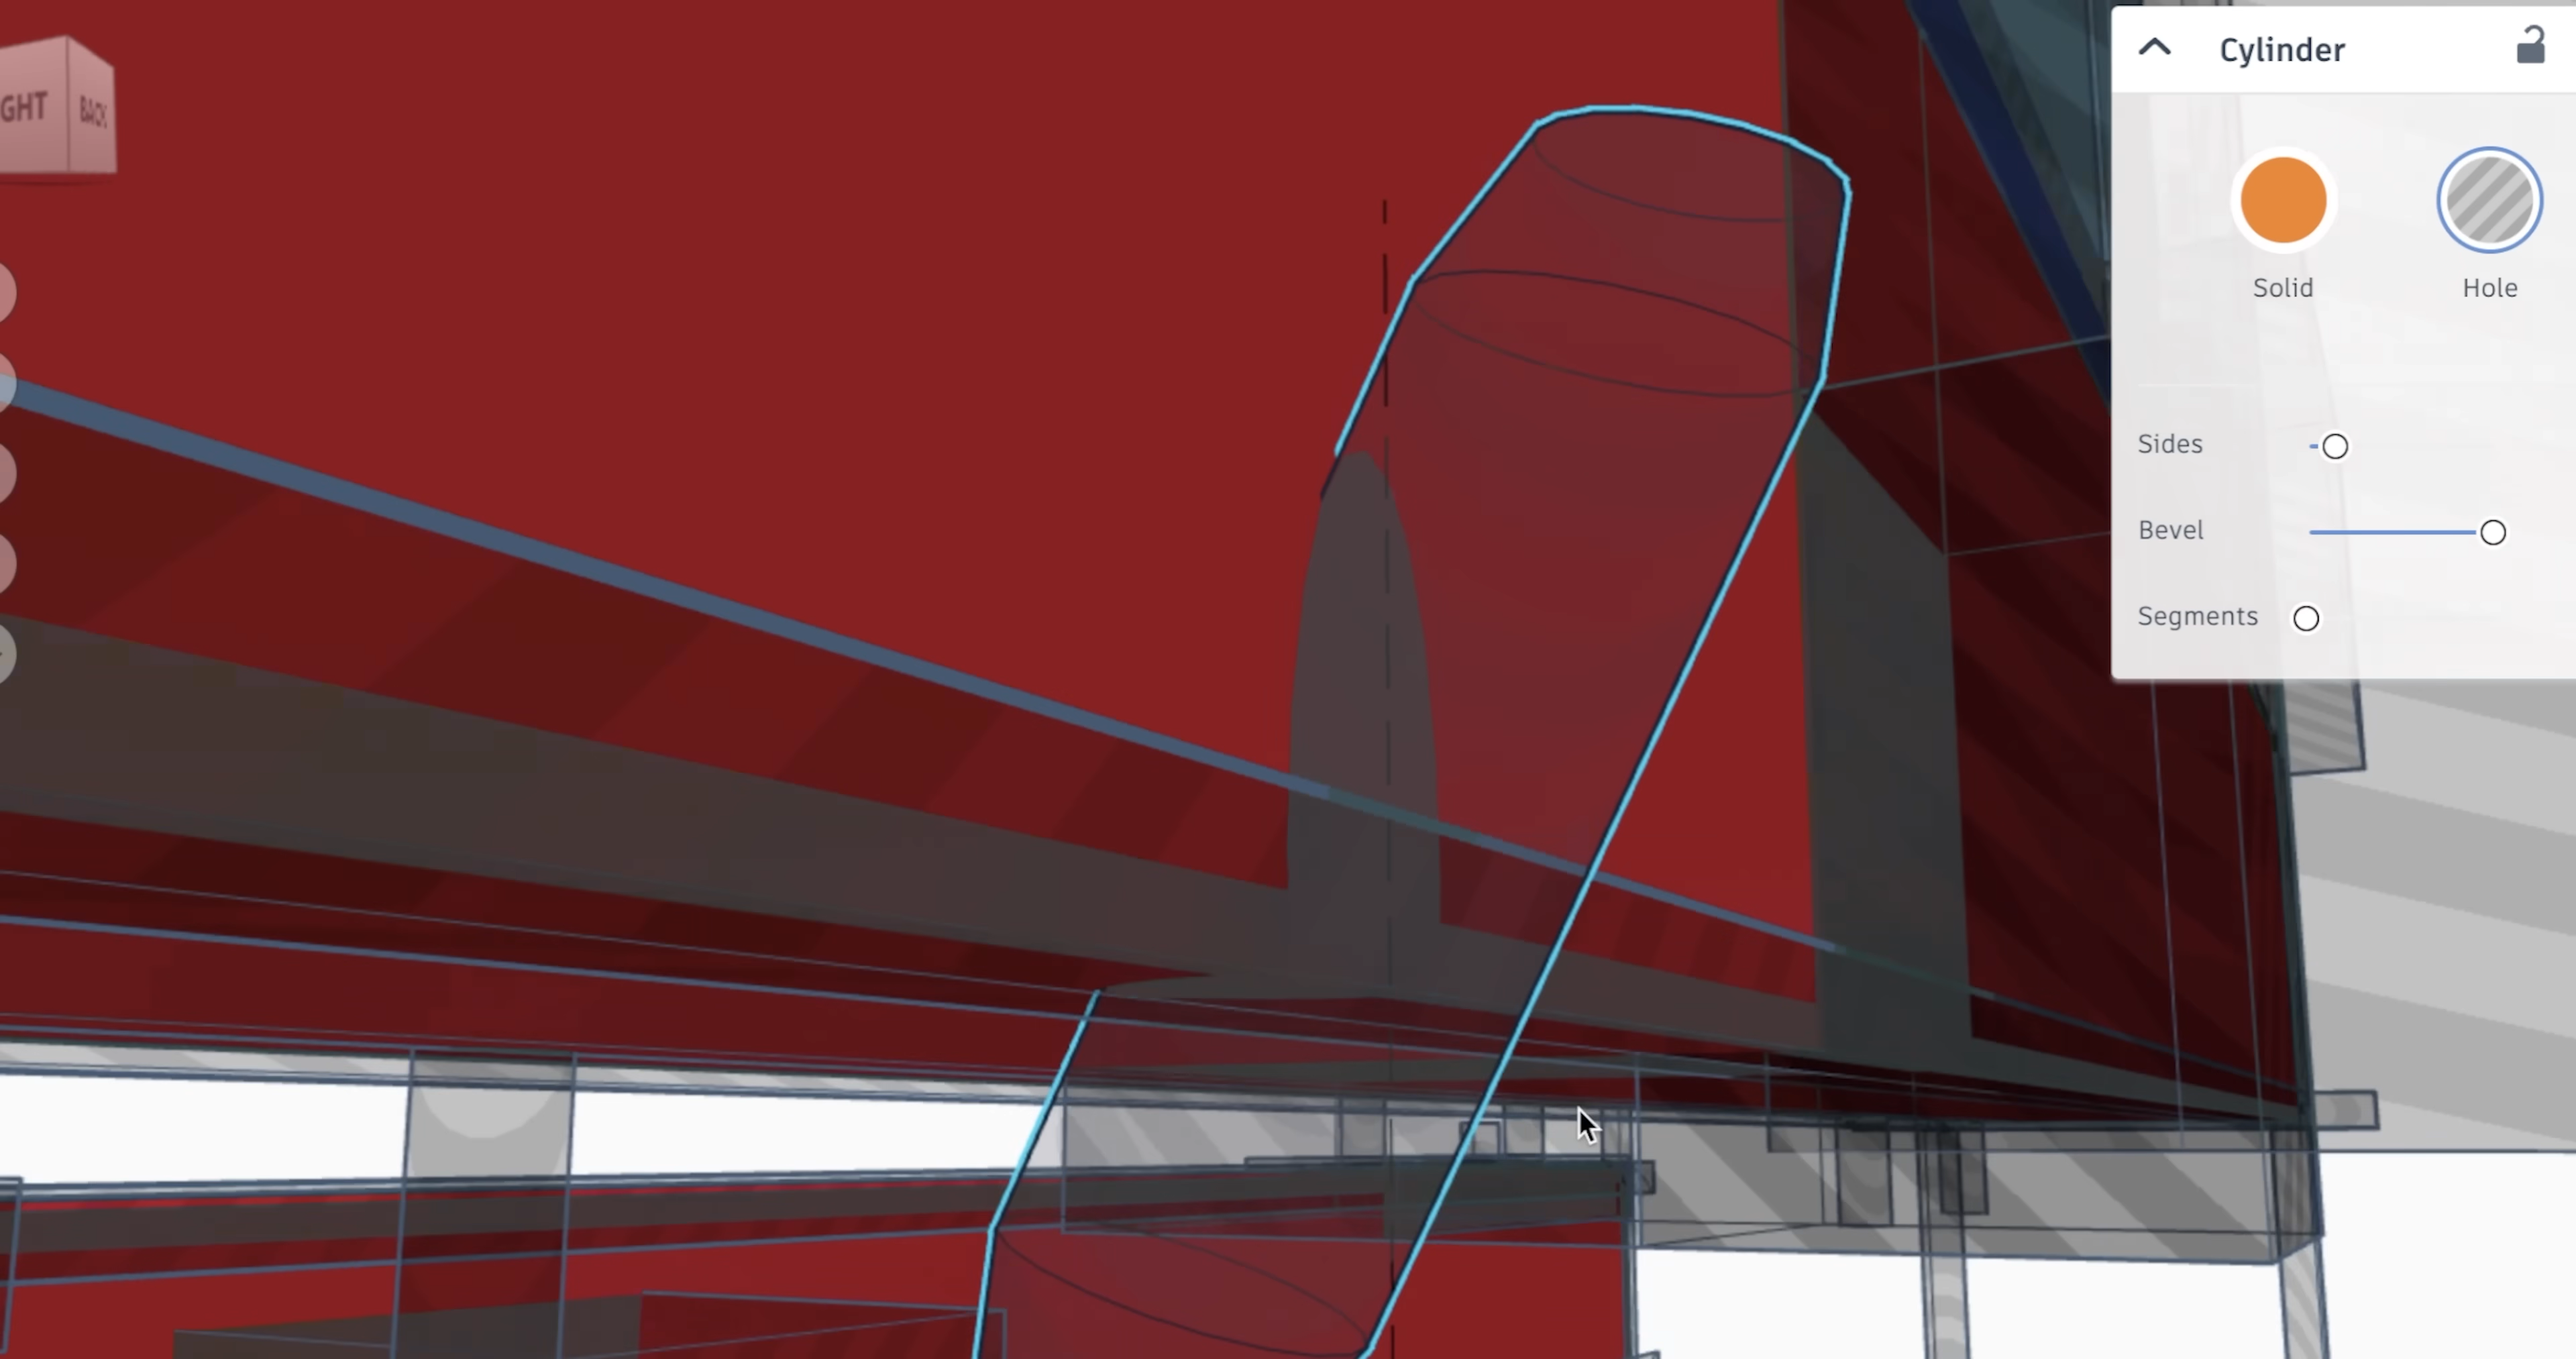 GHT
BACK
Cylinder
Solid
Hole
Sides
Bevel
Segments